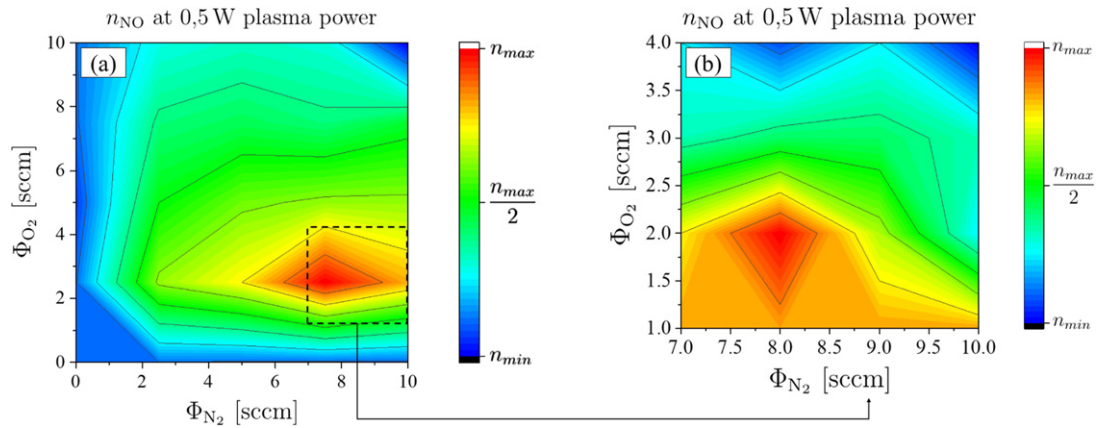 n_NO at 0,5 W plasma power
(a)
10
8
6
4
2
0
Φ_O2 [sccm]
0 2 4 6 8 10
Φ_N2 [sccm]
n_max
n_max/2
n_min
n_NO at 0,5 W plasma power
(b)
4.0
3.5
3.0
2.5
2.0
1.5
1.0
Φ_O2 [sccm]
7.0 7.5 8.0 8.5 9.0 9.5 10.0
Φ_N2 [sccm]
n_max
n_max/2
n_min